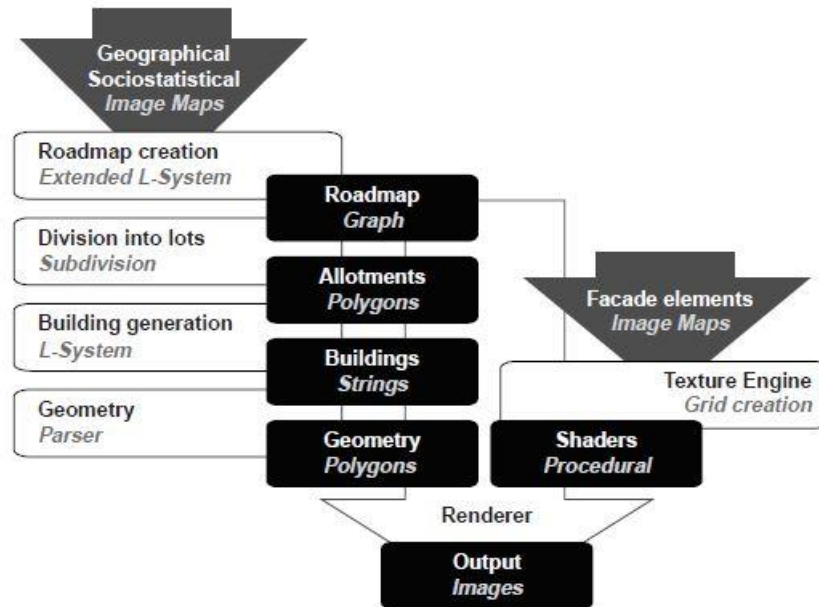 Geographical
Sociostatistical
Image Maps
Roadmap creation
Extended L-System
Roadmap
Graph
Division into lots
Subdivision
Allotments
Polygons
Building generation
L-System
Buildings
Strings
Geometry
Parser
Geometry
Polygons
Facade elements
Image Maps
Texture Engine
Grid creation
Shaders
Procedural
Renderer
Output
Images